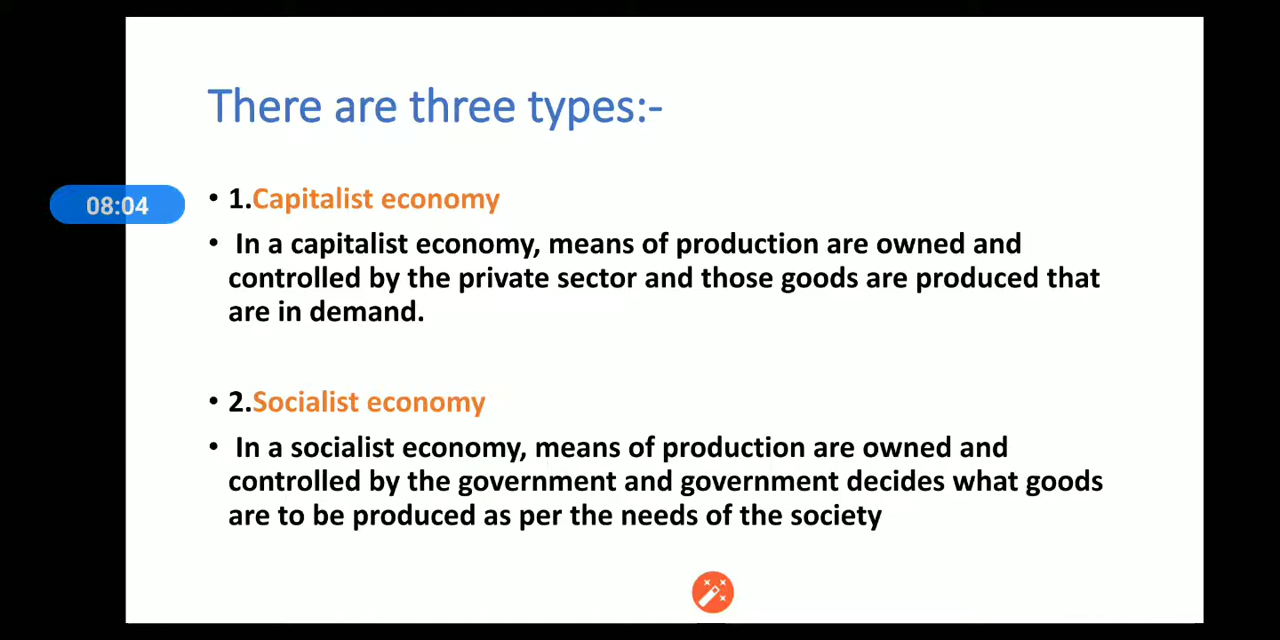 There are three types:-
• 1.Capitalist economy
08:04
• In a capitalist economy, means of production are owned and
controlled by the private sector and those goods are produced that
are in demand.
• 2.Socialist economy
• In a socialist economy, means of production are owned and
controlled by the government and government decides what goods
are to be produced as per the needs of the society